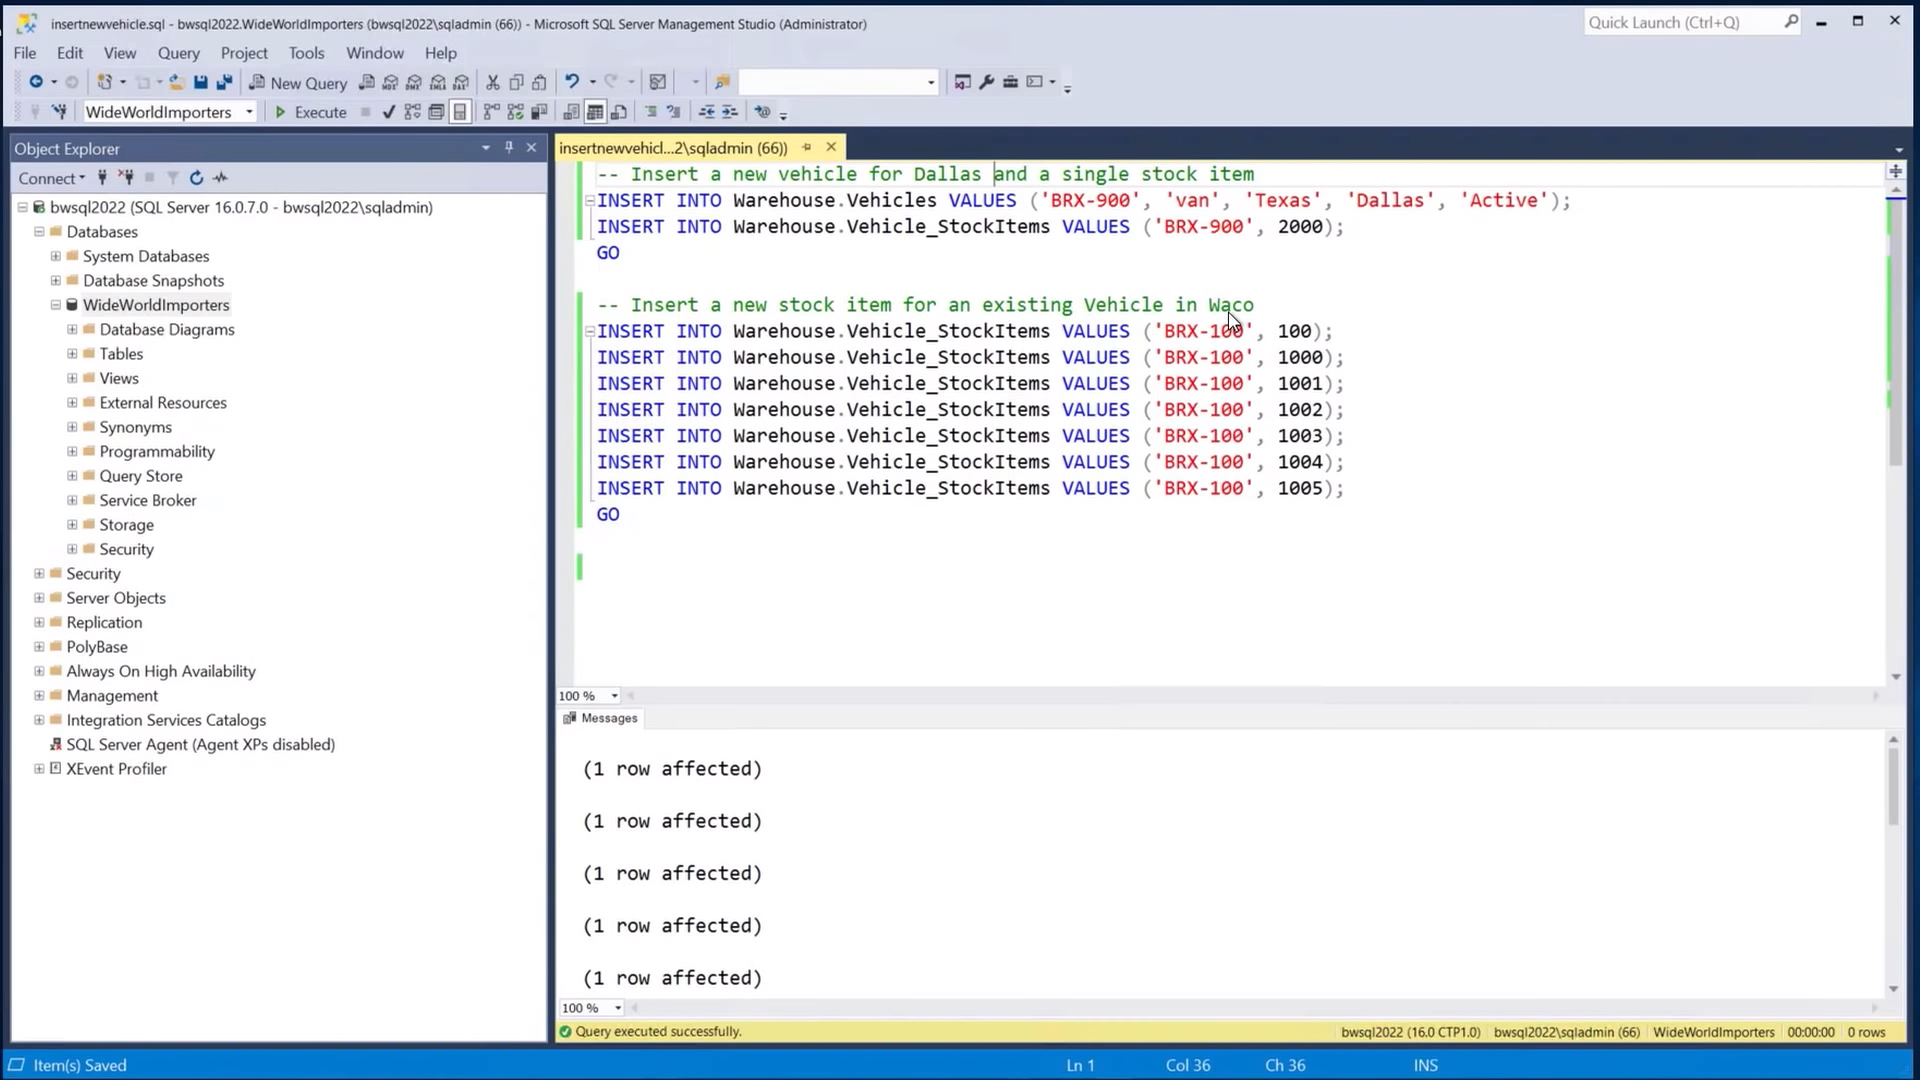 insertnewvehicle.sql - bwsql2022.WideWorldImporters (bwsql2022\sqladmin (66)) - Microsoft SQL Server Management Studio (Administrator)
Quick Launch (Ctrl+Q)
File Edit View Query Project Tools Window Help
New Query
WideWorldImporters Execute
Object Explorer
Connect
bwsql2022 (SQL Server 16.0.7.0 - bwsql2022\sqladmin)
Databases
System Databases
Database Snapshots
WideWorldImporters
Database Diagrams
Tables
Views
External Resources
Synonyms
Programmability
Query Store
Service Broker
Storage
Security
Security
Server Objects
Replication
PolyBase
Always On High Availability
Management
Integration Services Catalogs
SQL Server Agent (Agent XPs disabled)
XEvent Profiler
insertnewvehicl...2\sqladmin (66))
-- Insert a new vehicle for Dallas and a single stock item
INSERT INTO Warehouse.Vehicles VALUES ('BRX-900', 'van', 'Texas', 'Dallas', 'Active');
INSERT INTO Warehouse.Vehicle_StockItems VALUES ('BRX-900', 2000);
GO
-- Insert a new stock item for an existing Vehicle in Waco
INSERT INTO Warehouse.Vehicle_StockItems VALUES ('BRX-100', 100);
INSERT INTO Warehouse.Vehicle_StockItems VALUES ('BRX-100', 1000);
INSERT INTO Warehouse.Vehicle_StockItems VALUES ('BRX-100', 1001);
INSERT INTO Warehouse.Vehicle_StockItems VALUES ('BRX-100', 1002);
INSERT INTO Warehouse.Vehicle_StockItems VALUES ('BRX-100', 1003);
INSERT INTO Warehouse.Vehicle_StockItems VALUES ('BRX-100', 1004);
INSERT INTO Warehouse.Vehicle_StockItems VALUES ('BRX-100', 1005);
GO
100 %
Messages
(1 row affected)
(1 row affected)
(1 row affected)
(1 row affected)
(1 row affected)
100 %
Query executed successfully. bwsql2022 (16.0 CTP1.0) bwsql2022\sqladmin (66) WideWorldImporters 00:00:00 0 rows
Item(s) Saved Ln 1 Col 36 Ch 36 INS